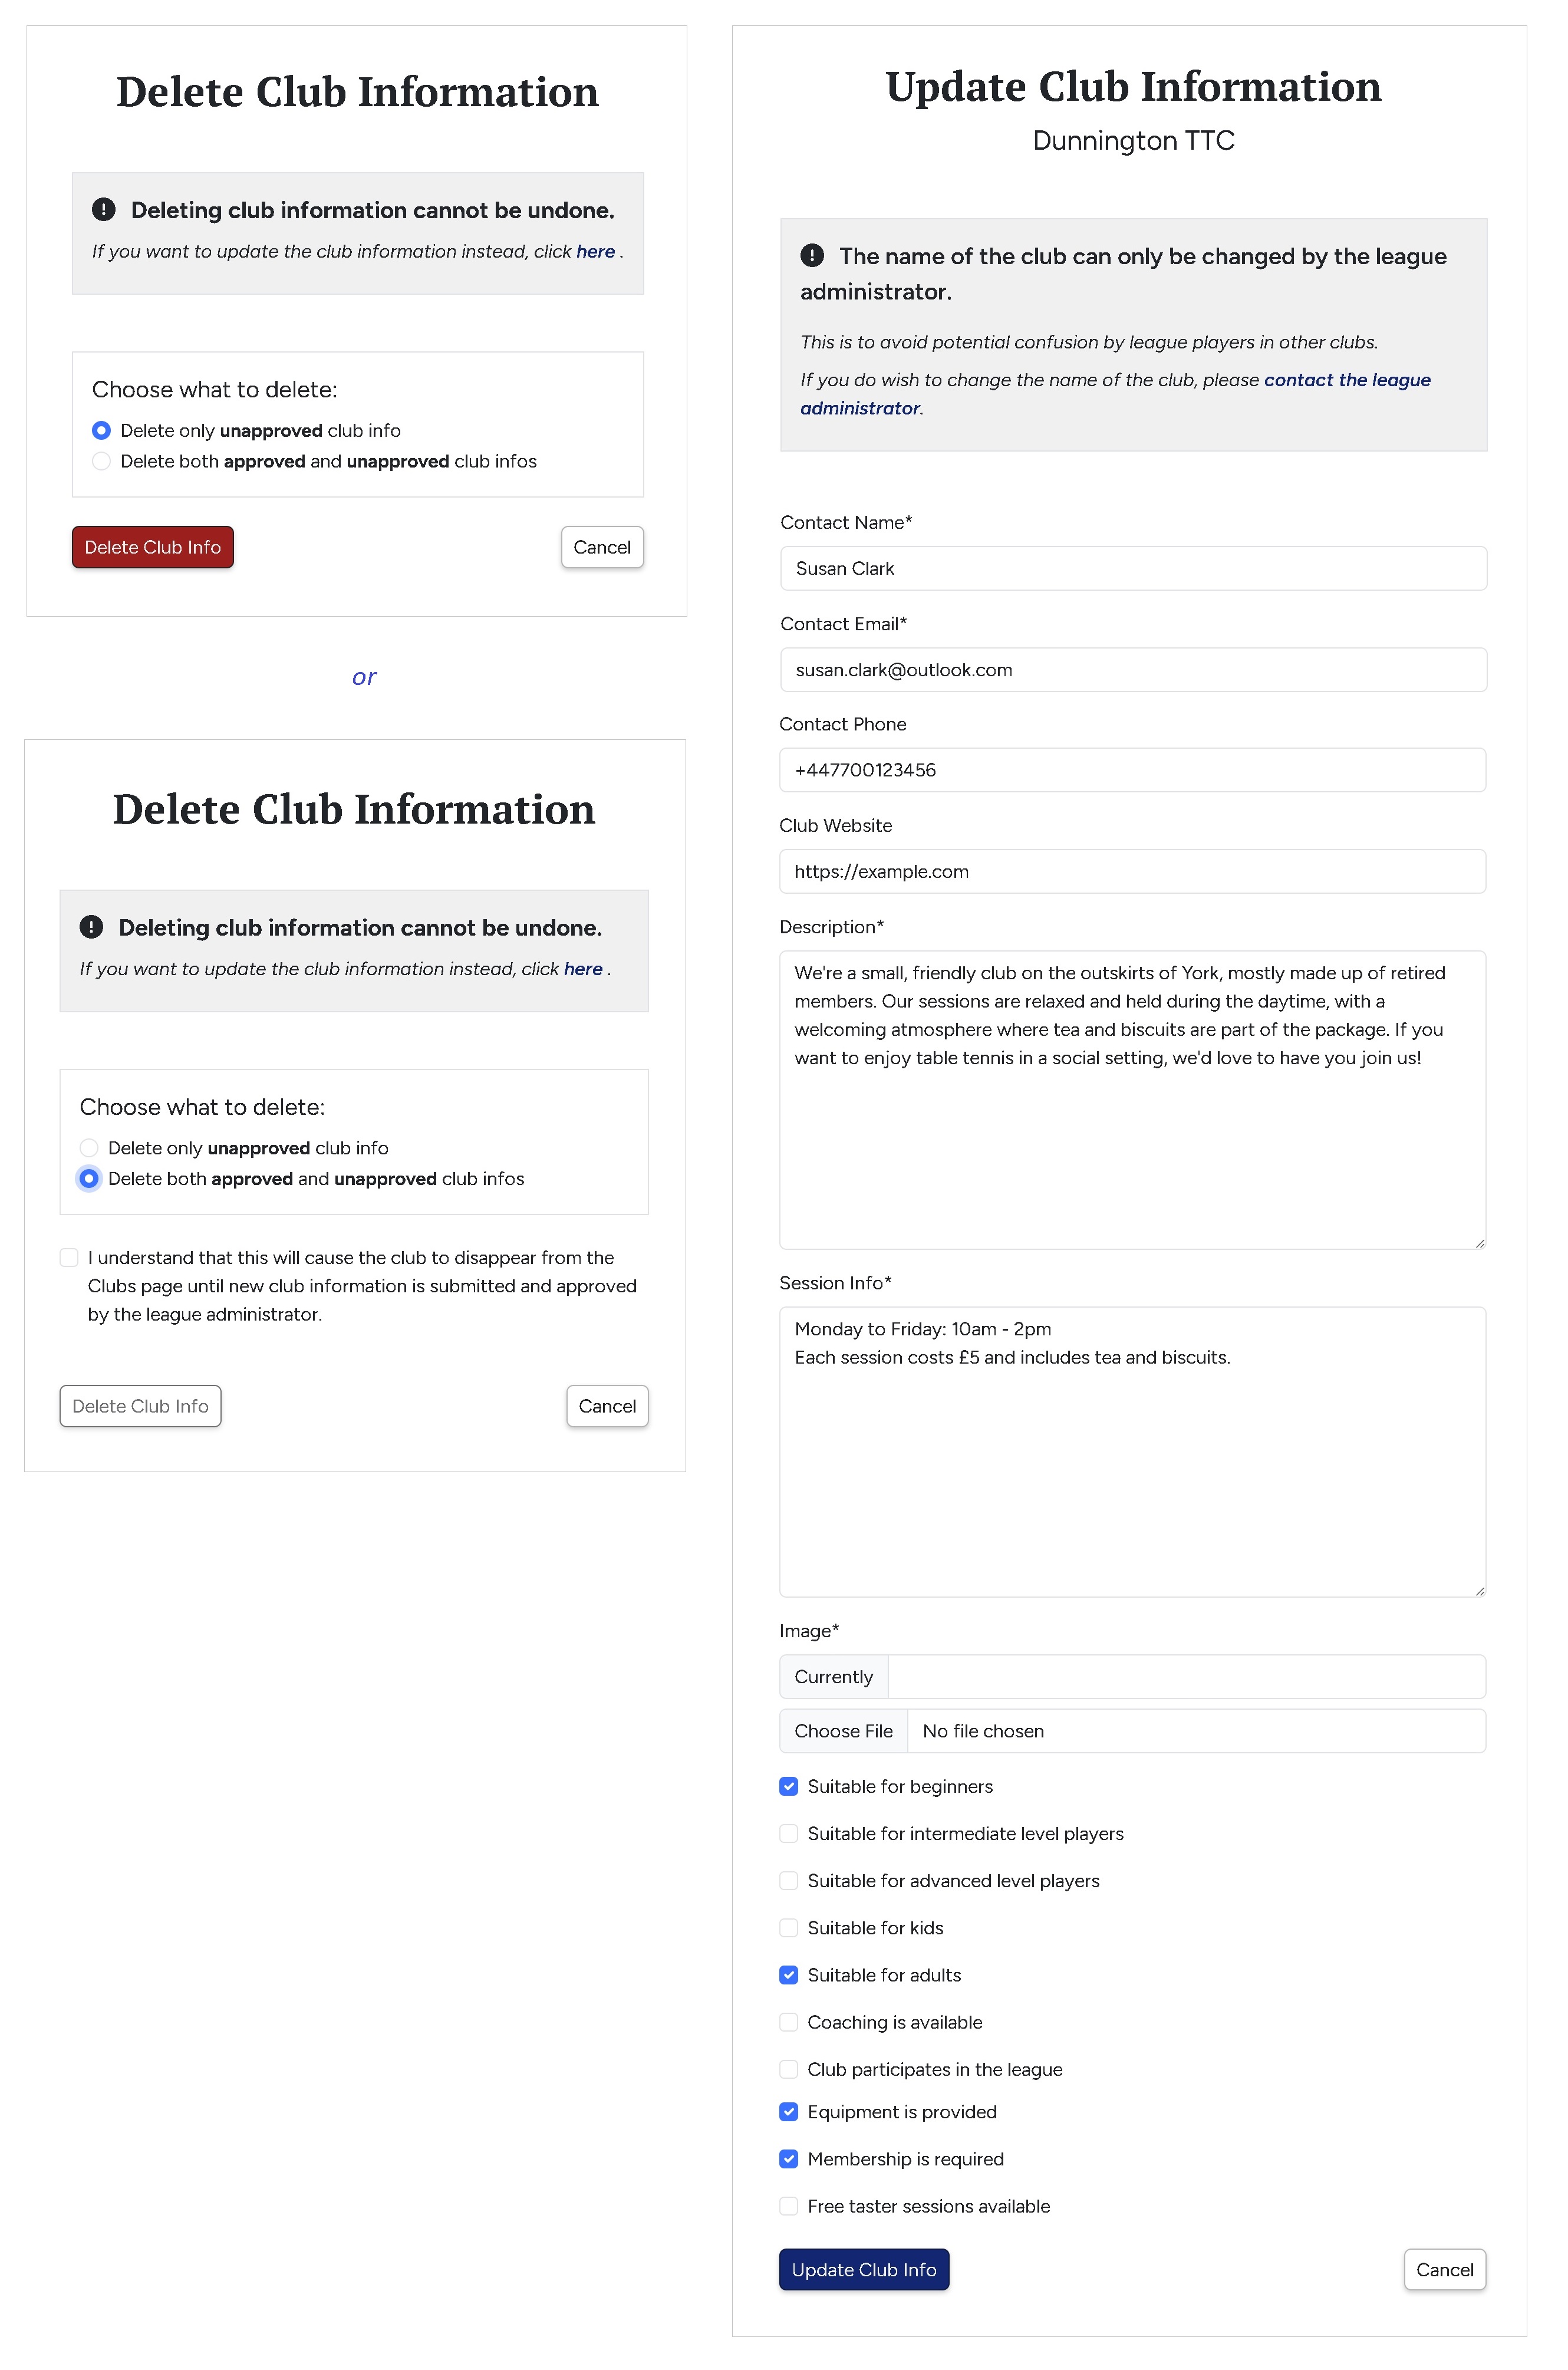 Delete Club Information
Deleting club information cannot be undone.
If you want to update the club information instead, click here .
Choose what to delete:
Delete only unapproved club info
Delete both approved and unapproved club infos
Delete Club Info
Cancel
or
Delete Club Information
Deleting club information cannot be undone.
If you want to update the club information instead, click here .
Choose what to delete:
Delete only unapproved club info
Delete both approved and unapproved club infos
I understand that this will cause the club to disappear from the
Clubs page until new club information is submitted and approved
by the league administrator.
Delete Club Info
Cancel
Update Club Information
Dunnington TTC
The name of the club can only be changed by the league
administrator.
This is to avoid potential confusion by league players in other clubs.
If you do wish to change the name of the club, please contact the league
administrator.
Contact Name*
Susan Clark
Contact Email*
susan.clark@outlook.com
Contact Phone
+447700123456
Club Website
https://example.com
Description*
We're a small, friendly club on the outskirts of York, mostly made up of retired
members. Our sessions are relaxed and held during the daytime, with a
welcoming atmosphere where tea and biscuits are part of the package. If you
want to enjoy table tennis in a social setting, we'd love to have you join us!
Session Info*
Monday to Friday: 10am - 2pm
Each session costs £5 and includes tea and biscuits.
Image*
Currently
Choose File No file chosen
Suitable for beginners
Suitable for intermediate level players
Suitable for advanced level players
Suitable for kids
Suitable for adults
Coaching is available
Club participates in the league
Equipment is provided
Membership is required
Free taster sessions available
Update Club Info
Cancel